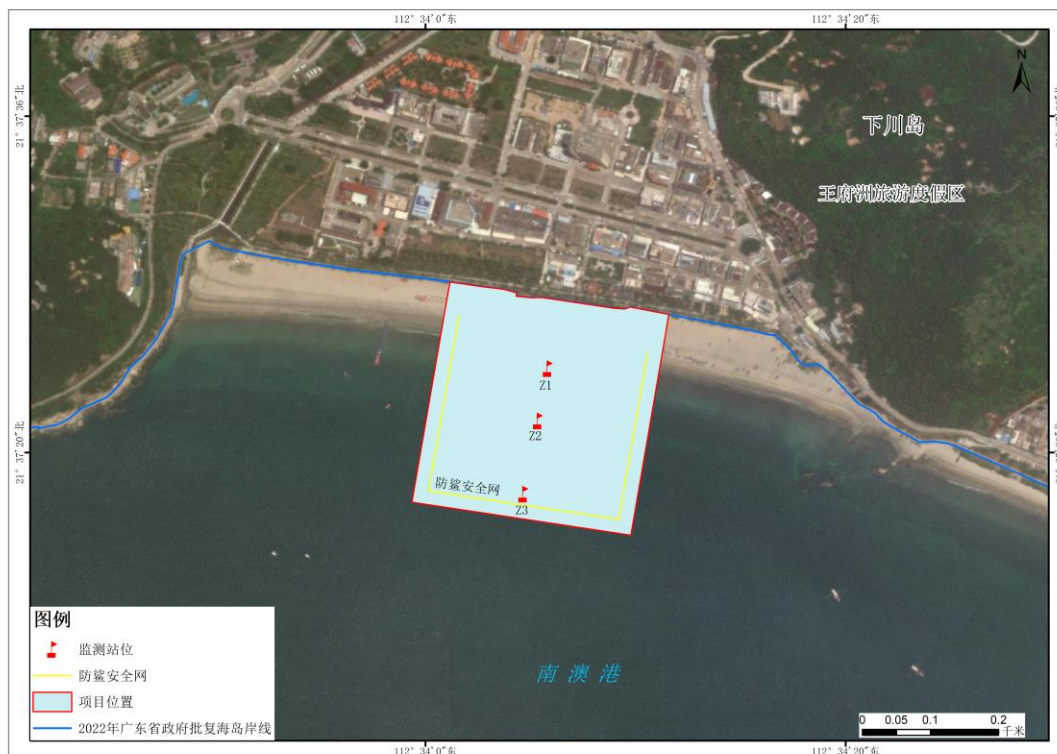 112° 34′ 0″东
112° 34′ 20″东
N
21° 37′ 36″北
下川岛
王府洲旅游度假区
Z1
Z2
21° 37′ 20″北
防鲨安全网
Z3
图例
监测站位
防鲨安全网
项目位置
2022年广东省政府批复海岛岸线
南澳港
0 0.05 0.1 0.2
千米
112° 34′ 0″东
112° 34′ 20″东